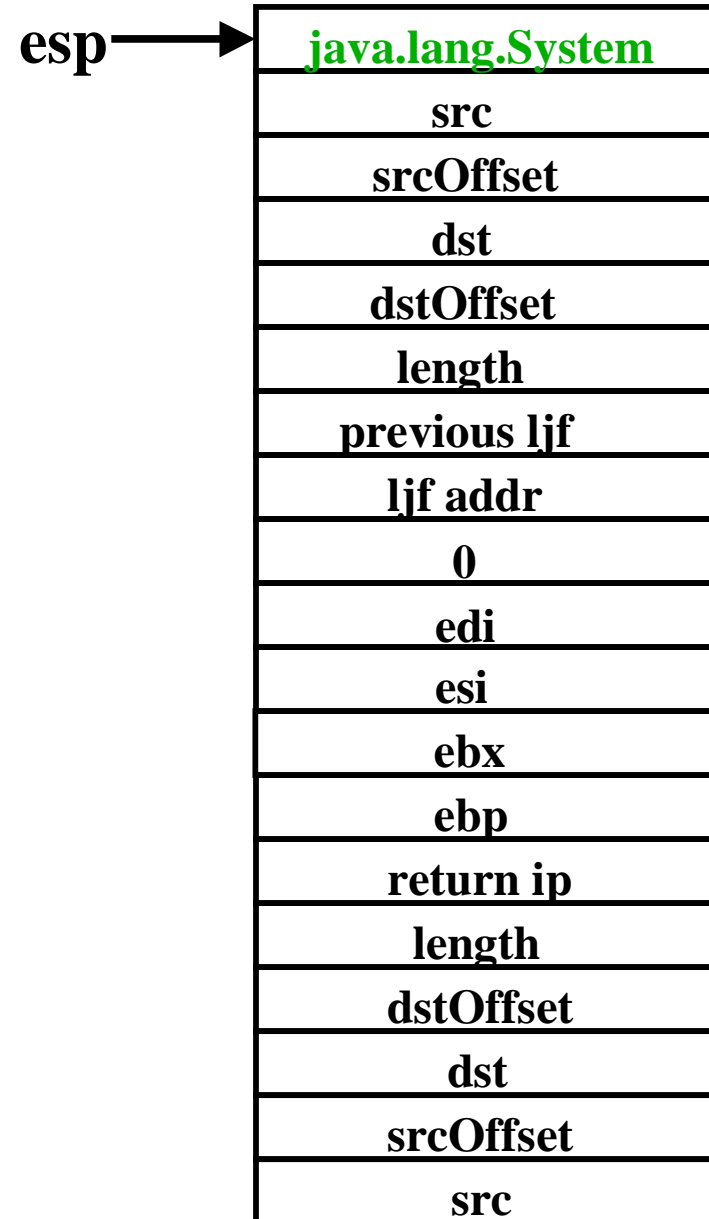 esp java.lang.System
src
srcOffset
dst
dstOffset
length
previous ljf
ljf addr
0
edi
esi
ebx
ebp
return ip
length
dstOffset
dst
srcOffset
src